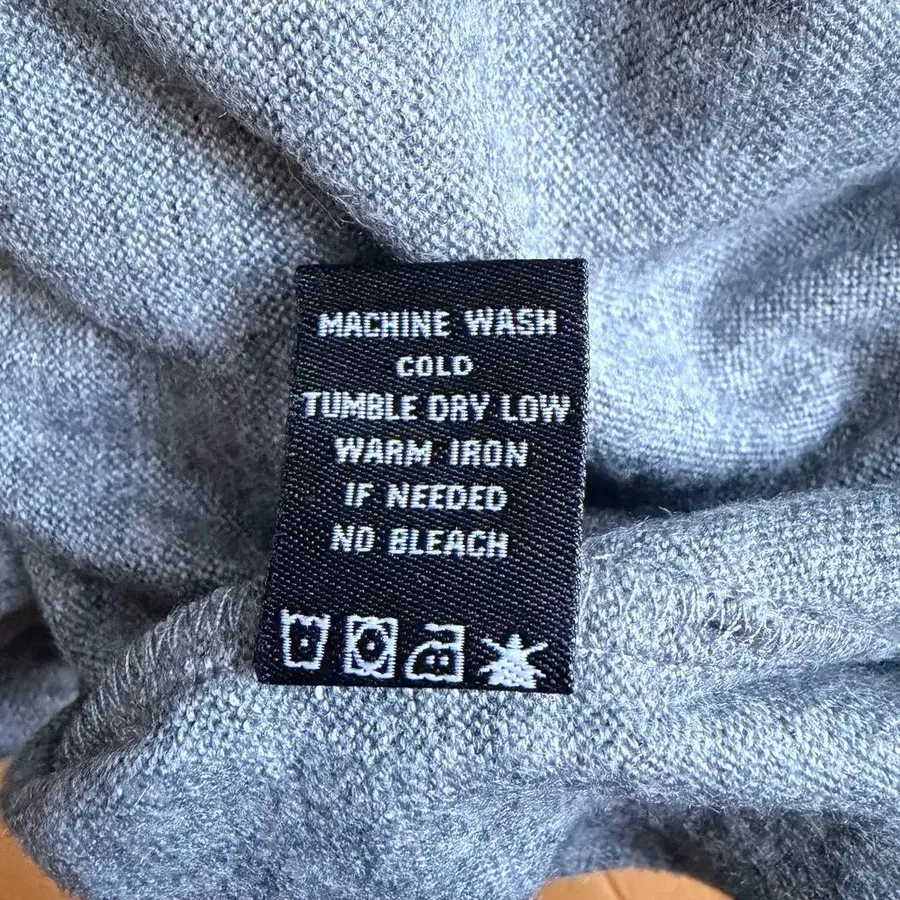 MACHINE WASH
COLD
TUMBLE DRY LOW
WARM IRON
IF NEEDED
NO BLEACH